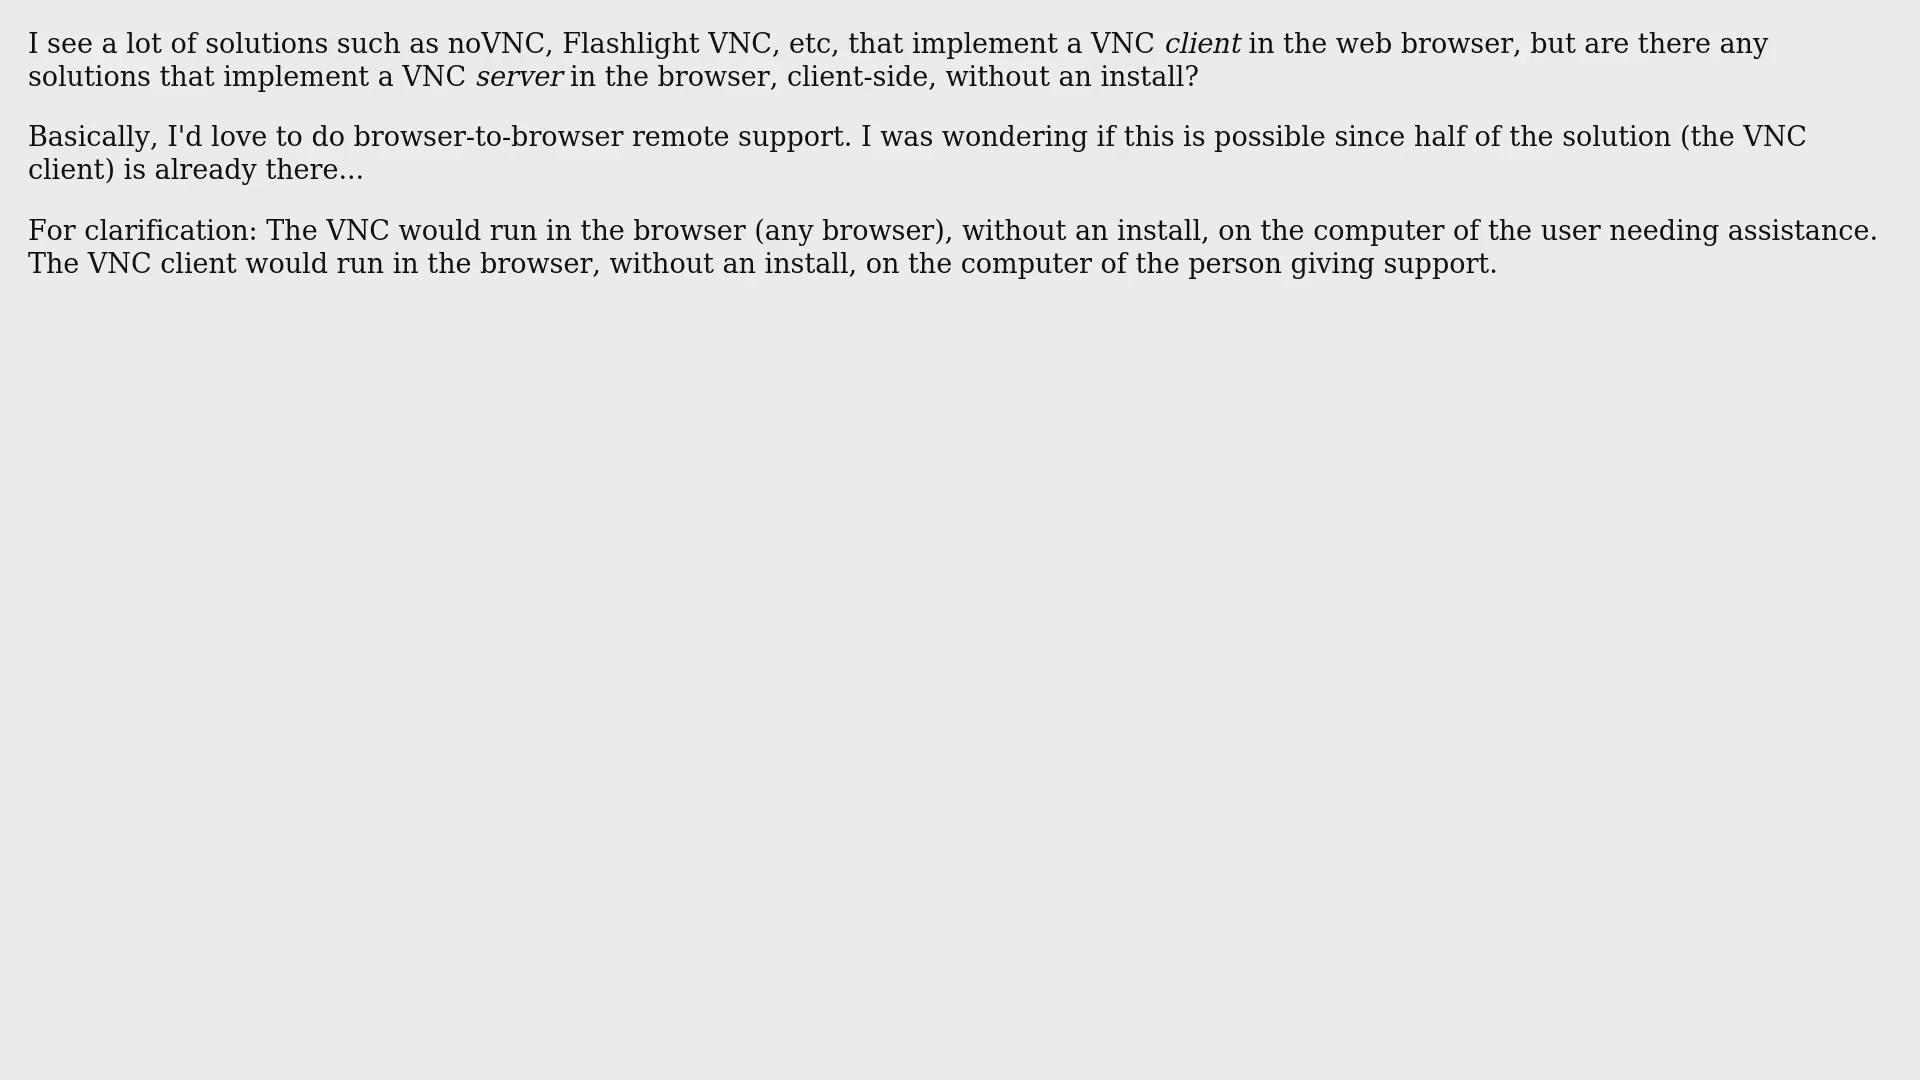 I see a lot of solutions such as noVNC, Flashlight VNC, etc, that implement a VNC client in the web browser, but are there any
solutions that implement a VNC server in the browser, client-side, without an install?
Basically, I'd love to do browser-to-browser remote support. I was wondering if this is possible since half of the solution (the VNC
client) is already there...
For clarification: The VNC would run in the browser (any browser), without an install, on the computer of the user needing assistance.
The VNC client would run in the browser, without an install, on the computer of the person giving support.